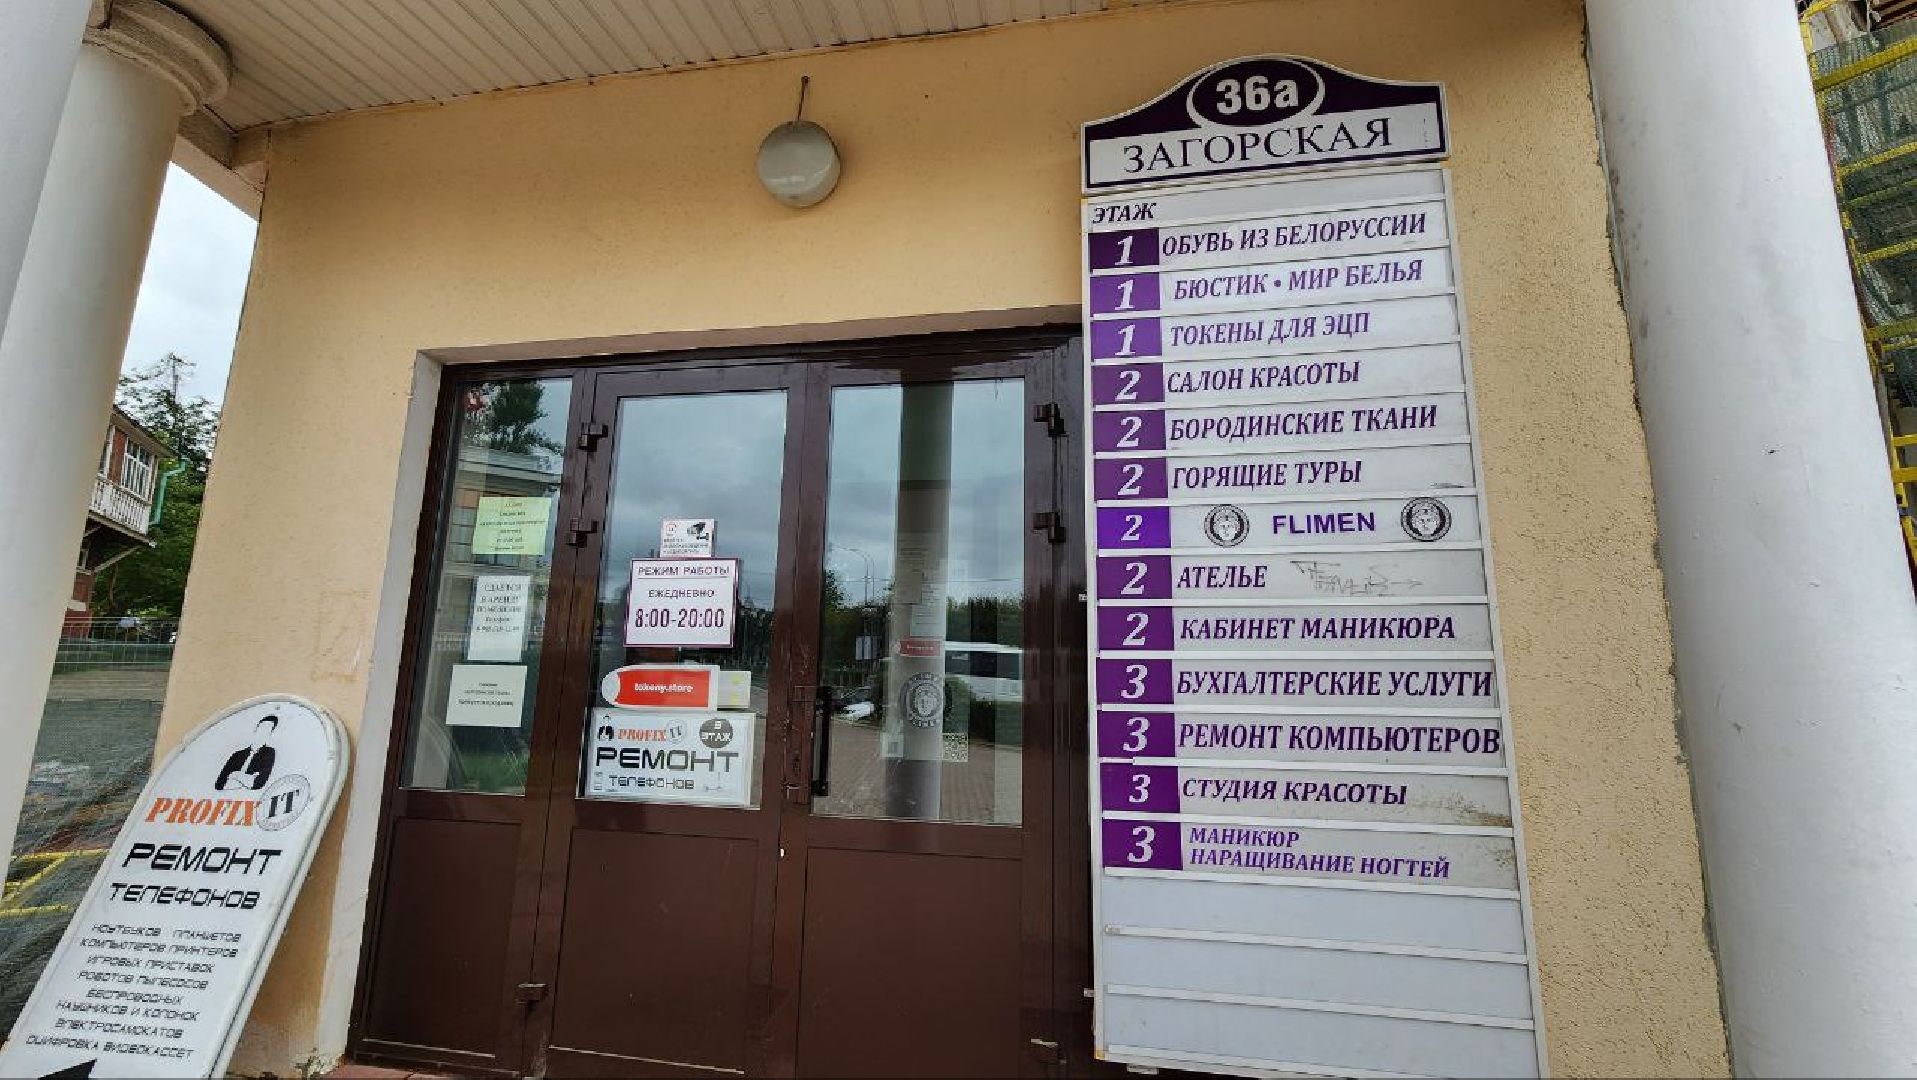 36а
ЗАГОРСКАЯ
ЭТАЖ
1 ОБУВЬ ИЗ БЕЛОРУССИИ
1 БЮСТИК • МИР БЕЛЬЯ
1 ТОКЕНЫ ДЛЯ ЭЦП
2 САЛОН КРАСОТЫ
2 БОРОДИНСКИЕ ТКАНИ
2 ГОРЯЩИЕ ТУРЫ
2 FLIMEN
2 АТЕЛЬЕ
2 КАБИНЕТ МАНИКЮРА
3 БУХГАЛТЕРСКИЕ УСЛУГИ
3 РЕМОНТ КОМПЬЮТЕРОВ
3 СТУДИЯ КРАСОТЫ
3 МАНИКЮР
НАРАЩИВАНИЕ НОГТЕЙ
РЕЖИМ РАБОТЫ
ЕЖЕДНЕВНО
8:00-20:00
tokeny.store
PROFIX IT
3 ЭТАЖ
РЕМОНТ
ТЕЛЕФОНОВ
СДАЕТСЯ
В АРЕНДУ
PROFIX IT
РЕМОНТ
ТЕЛЕФОНОВ
НОУТБУКОВ ПЛАНШЕТОВ
КОМПЬЮТЕРОВ ПРИНТЕРОВ
ИГРОВЫХ ПРИСТАВОК
РОБОТОВ ПЫЛЕСОСОВ
БЕСПРОВОДНЫХ
НАУШНИКОВ И КОЛОНОК
ЭЛЕКТРОСАМОКАТОВ
ОЦИФРОВКА ВИДЕОКАССЕТ